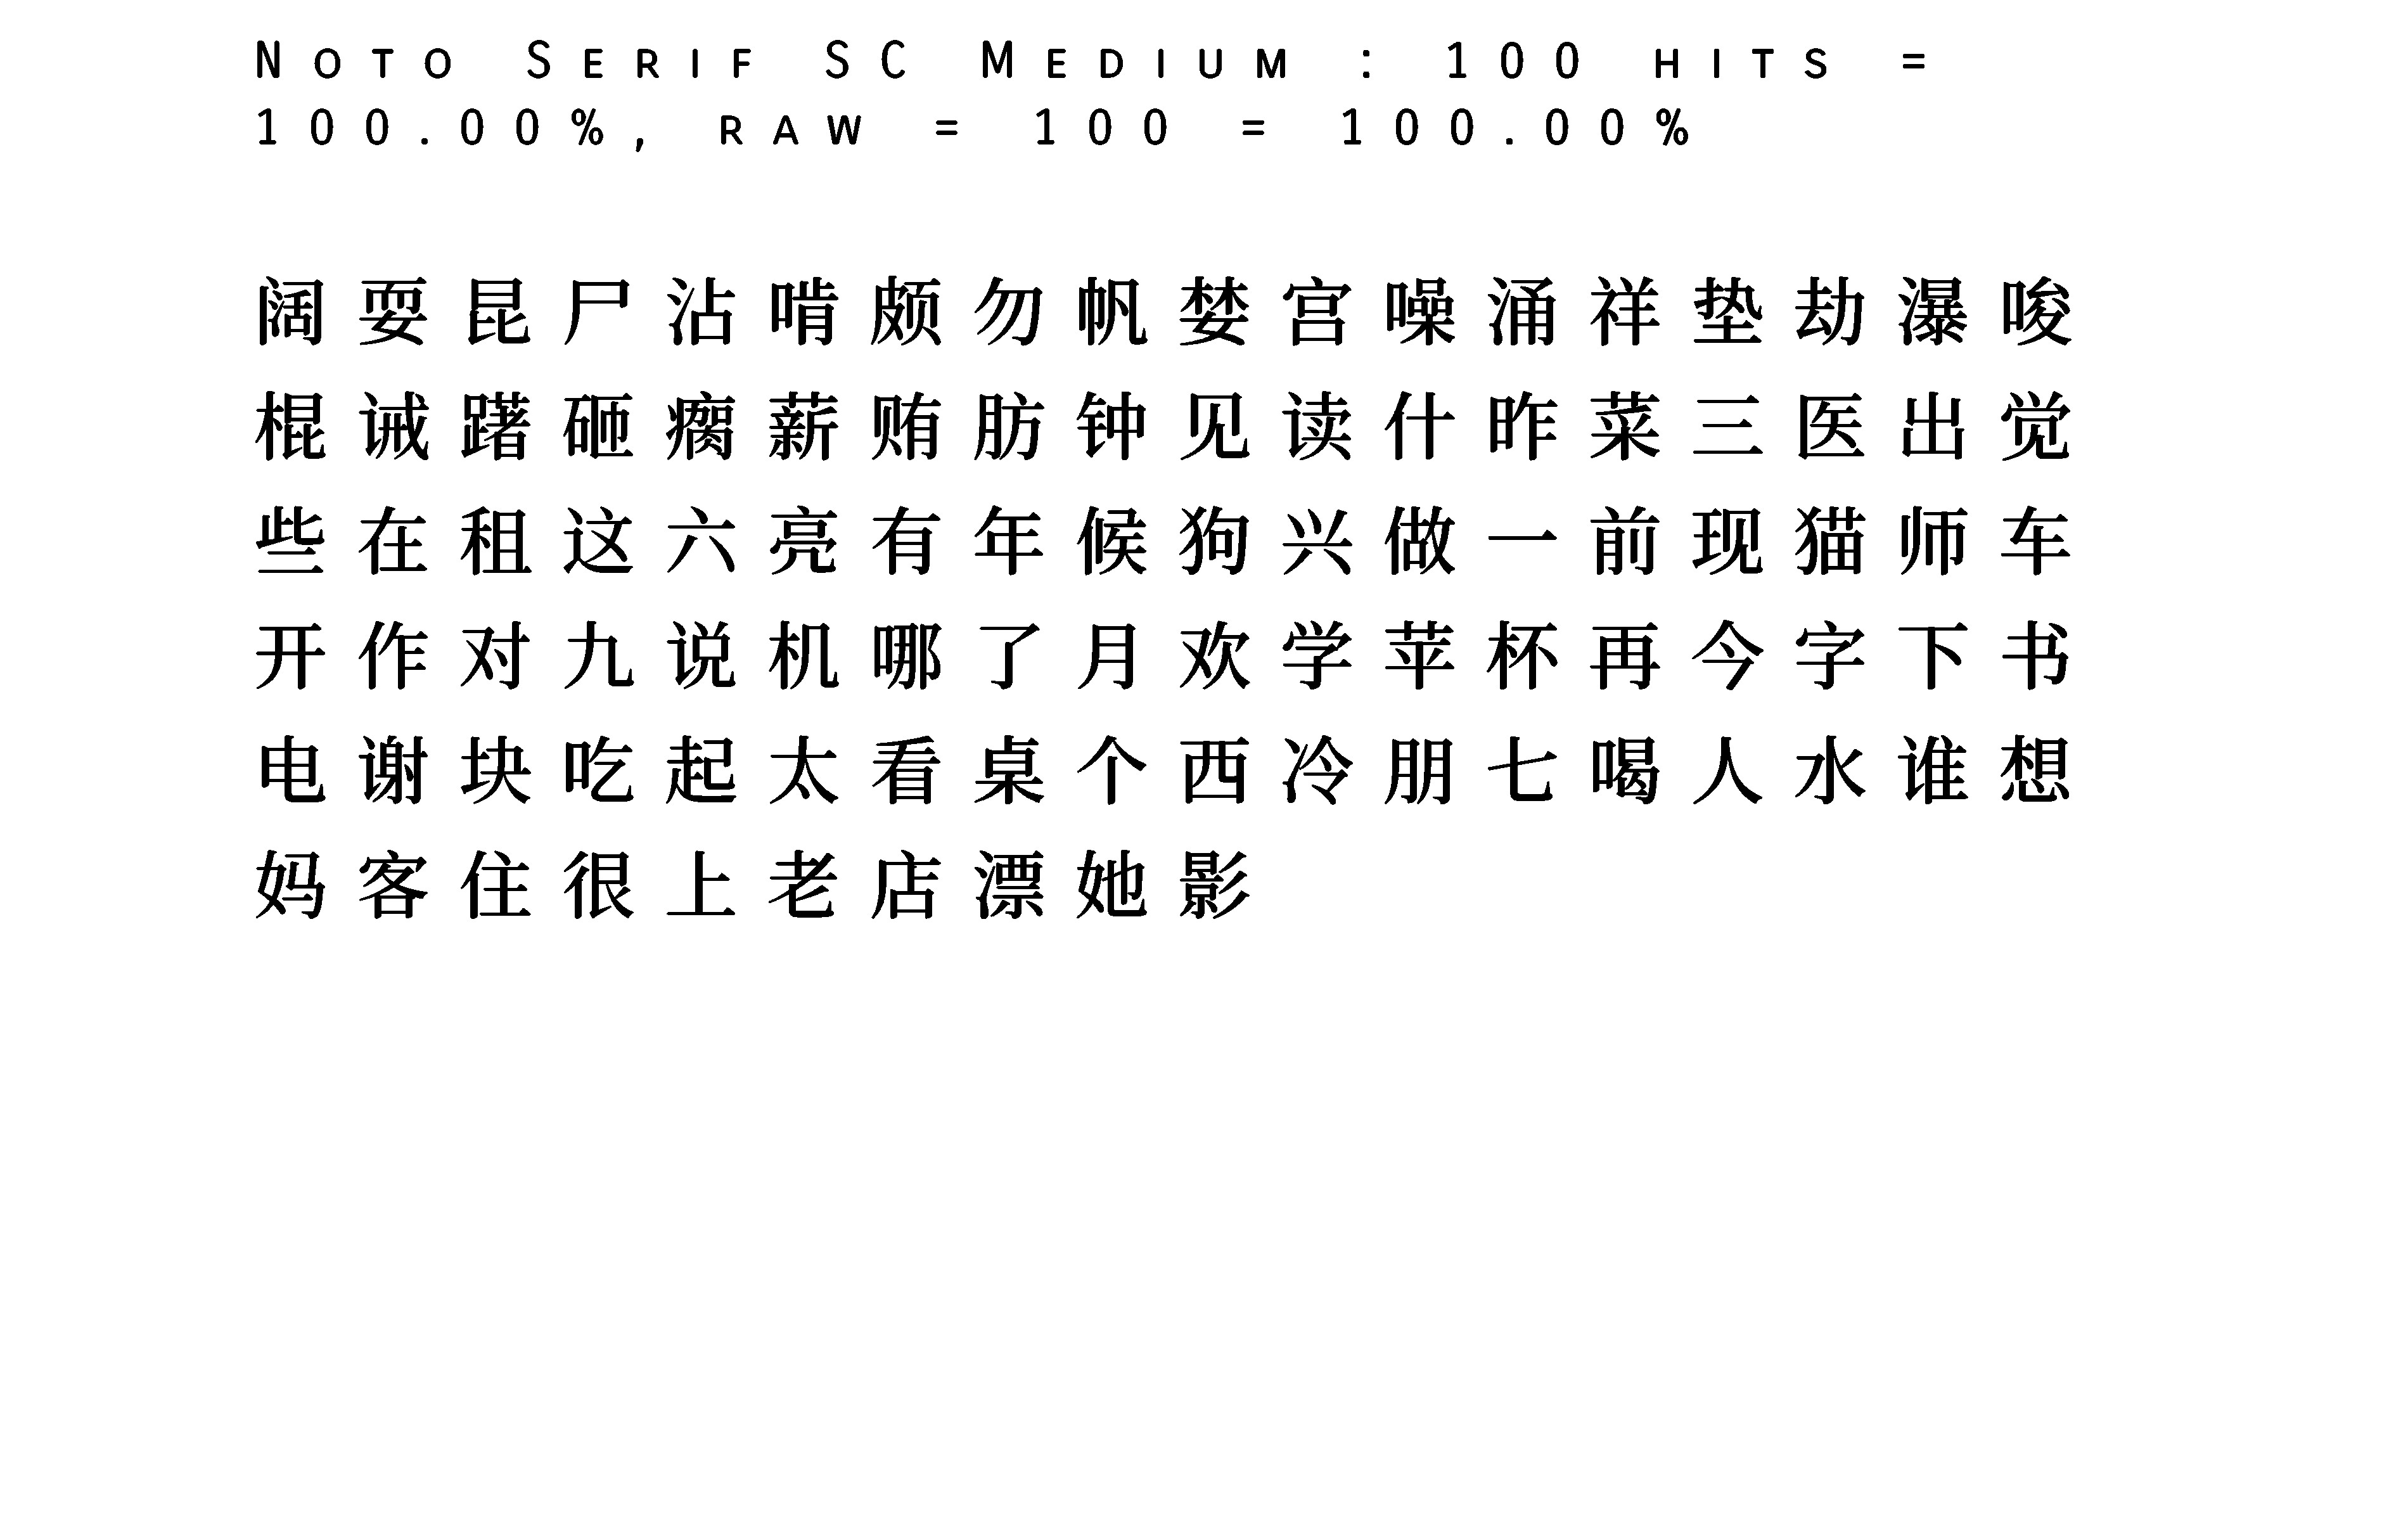 Noto Serif SC Medium : 100 hits =
100.00%, raw = 100 = 100.00%
阔耍昆尸沾啃颇勿帆婪宫噪涌祥垫劫瀑唆
棍诫躇砸瘸薪贿肪钟见读什昨菜三医出觉
些在租这六亮有年候狗兴做一前现猫师车
开作对九说机哪了月欢学苹杯再今字下书
电谢块吃起太看桌个西冷朋七喝人水谁想
妈客住很上老店漂她影